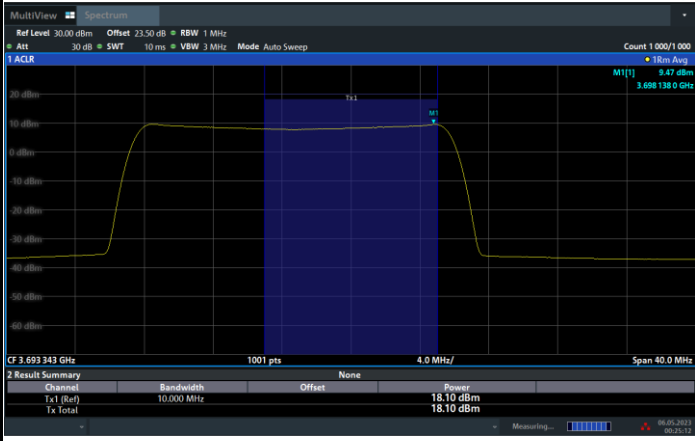 MultiView Spectrum
Ref Level 30.00 dBm Offset 23.50 dB RBW 1 MHz
Att 30 dB SWT 10 ms VBW 3 MHz Mode Auto Sweep Count 1 000/1 000
1 ACLR 1Rm Avg
M1[1] 9.47 dBm
3.698 138 0 GHz
20 dBm
Tx1
M1
10 dBm
0 dBm
-10 dBm
-20 dBm
-30 dBm
-40 dBm
-50 dBm
-60 dBm
CF 3.693 343 GHz 1001 pts 4.0 MHz/ Span 40.0 MHz
2 Result Summary None
Channel Bandwidth Offset Power
Tx1 (Ref) 10.000 MHz 18.10 dBm
Tx Total 18.10 dBm
Measuring... 06.05.2023
00:25:12